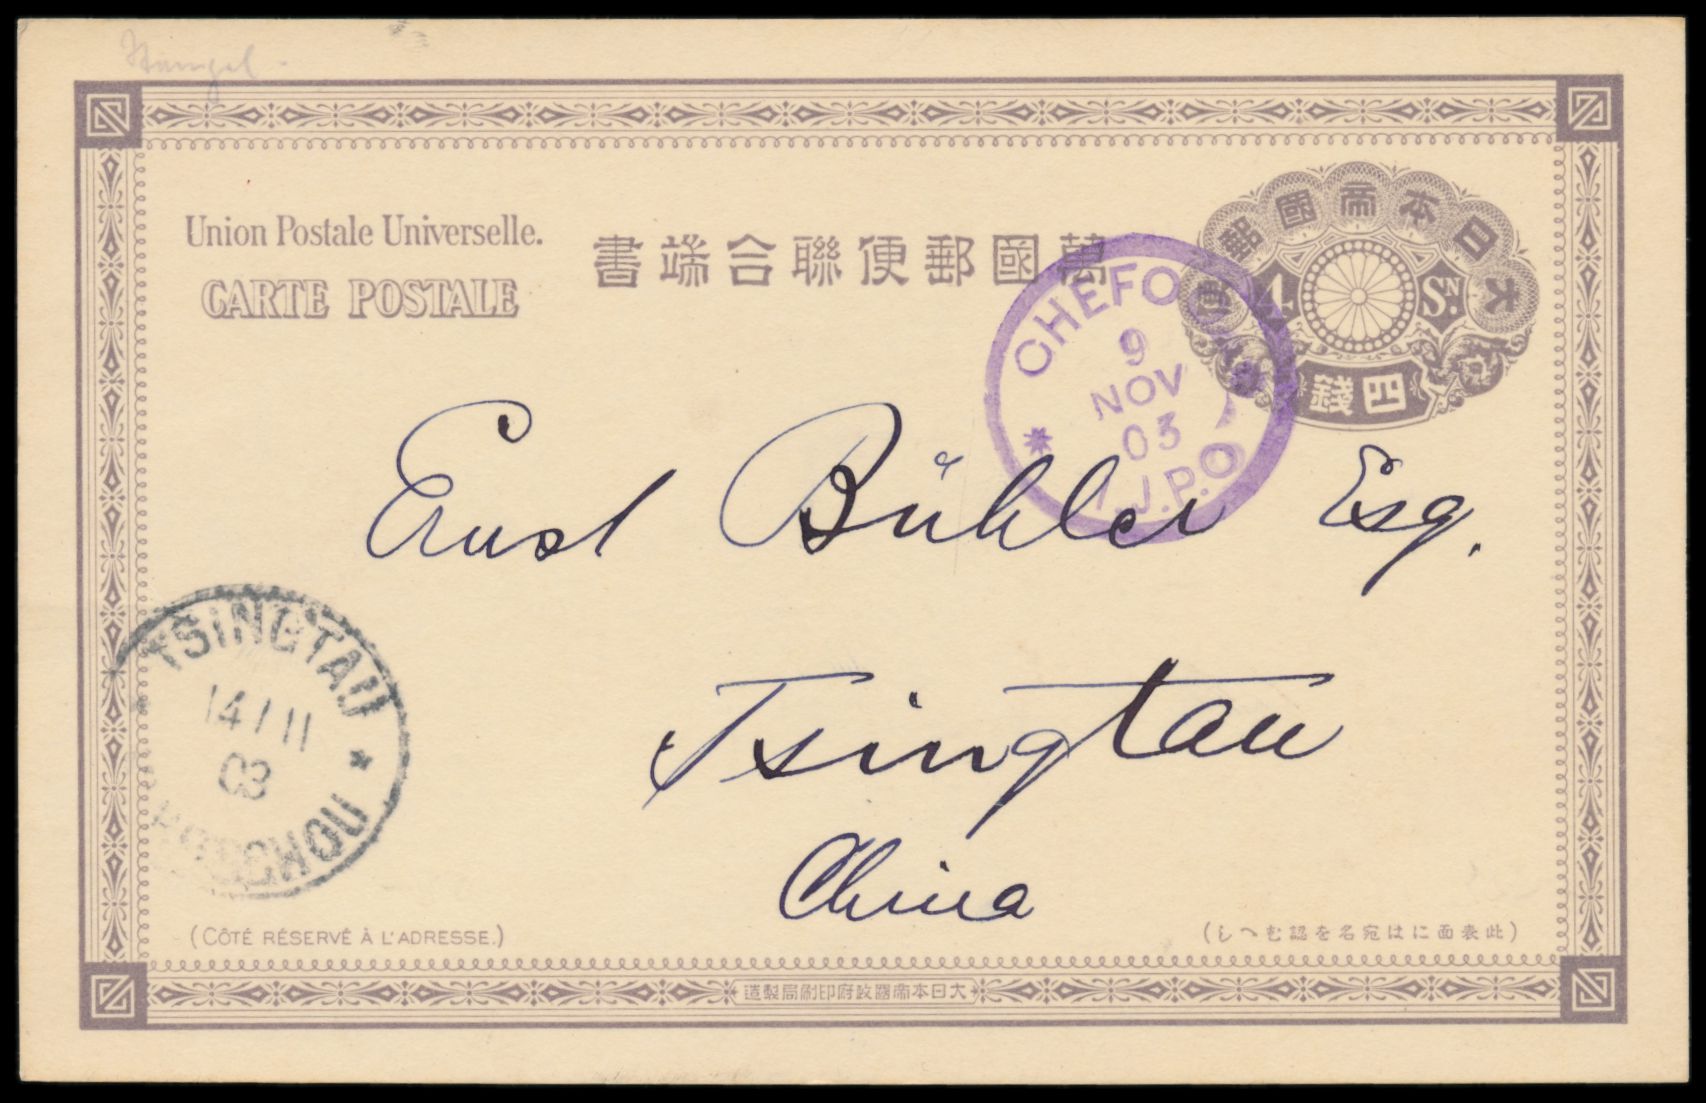 Stempel.
Union Postale Universelle.
CARTE POSTALE
書端合聯便郵國萬
大日本帝國郵便
4 SN.
四錢
CHEFOO
9
NOV
03
I.J.P.O
Ernst Bühler Esq.
Tsingtau
China
TSINGTAU
14/11
03
(CÔTÉ RÉSERVÉ À L'ADRESSE.)
(此表面には宛名を認むへし)
大日本帝國政府印刷局製造